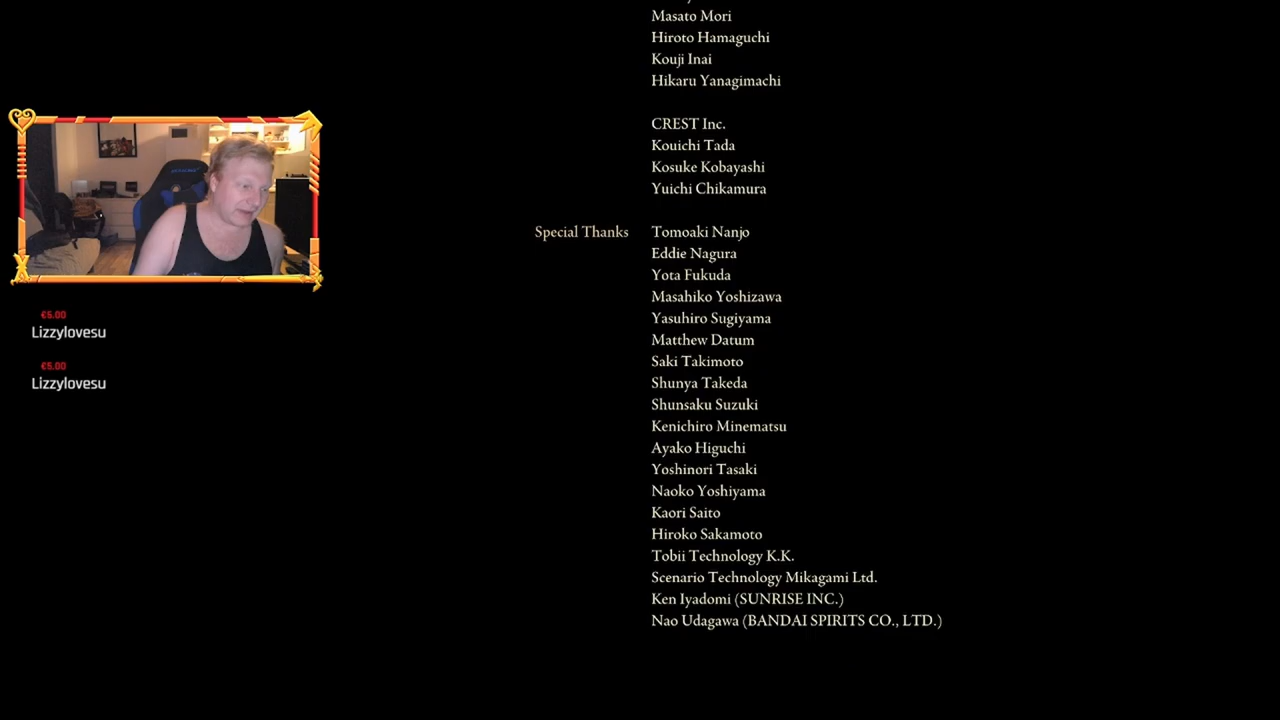 Masato Mori
Hiroto Hamaguchi
Kouji Inai
Hikaru Yanagimachi
CREST Inc.
Kouichi Tada
Kosuke Kobayashi
Yuichi Chikamura
Special Thanks Tomoaki Nanjo
Eddie Nagura
Yota Fukuda
Masahiko Yoshizawa
Yasuhiro Sugiyama
Matthew Datum
Saki Takimoto
Shunya Takeda
Shunsaku Suzuki
Kenichiro Minematsu
Ayako Higuchi
Yoshinori Tasaki
Naoko Yoshiyama
Kaori Saito
Hiroko Sakamoto
Tobii Technology K.K.
Scenario Technology Mikagami Ltd.
Ken Iyadomi (SUNRISE INC.)
Nao Udagawa (BANDAI SPIRITS CO., LTD.)
€5.00
Lizzylovesu
€5.00
Lizzylovesu